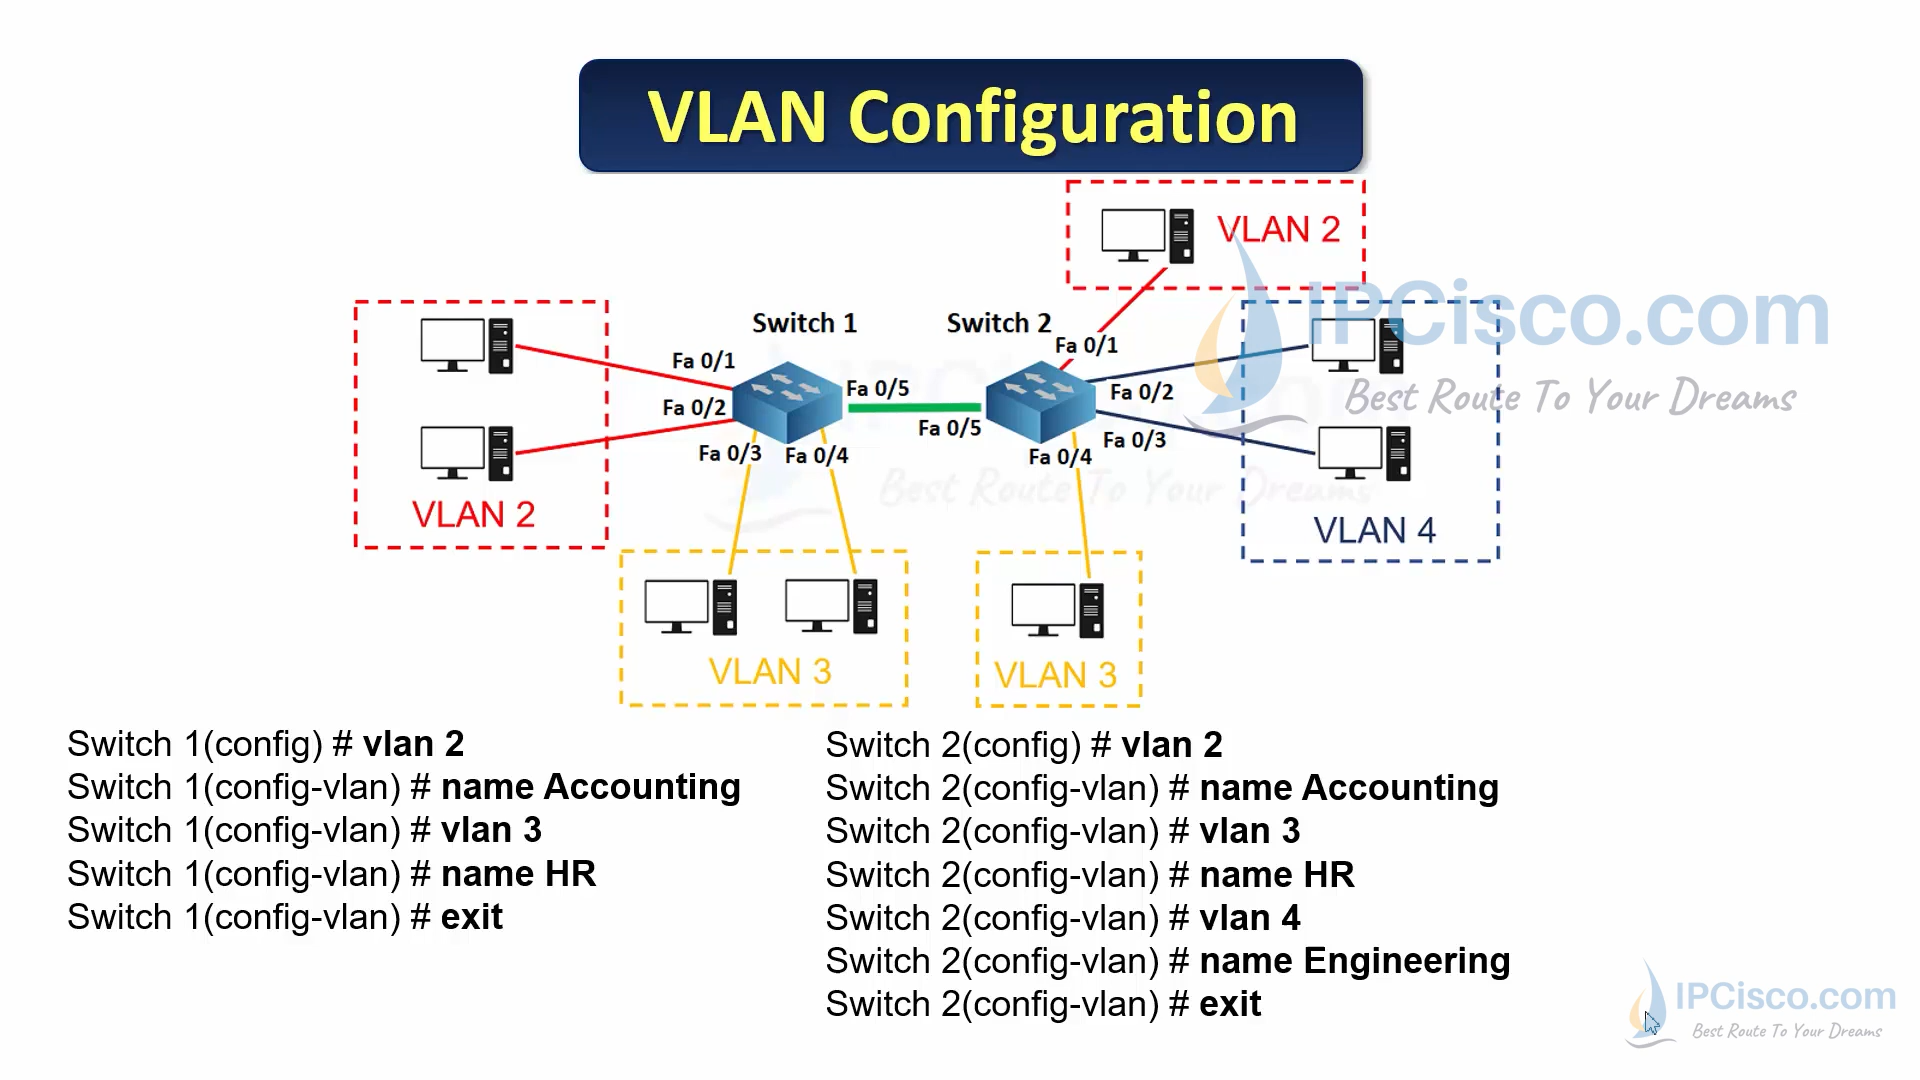 VLAN Configuration
VLAN 2
IPCisco.com
Best Route To Your Dreams
Switch 1
Switch 2
Fa 0/1
Fa 0/1
Fa 0/2
Fa 0/5
Fa 0/2
Fa 0/5
Fa 0/3
Fa 0/3
Fa 0/4
Fa 0/4
Best Route To Your Dreams
VLAN 2
VLAN 4
VLAN 3
VLAN 3
Switch 1(config) # vlan 2
Switch 1(config-vlan) # name Accounting
Switch 1(config-vlan) # vlan 3
Switch 1(config-vlan) # name HR
Switch 1(config-vlan) # exit
Switch 2(config) # vlan 2
Switch 2(config-vlan) # name Accounting
Switch 2(config-vlan) # vlan 3
Switch 2(config-vlan) # name HR
Switch 2(config-vlan) # vlan 4
Switch 2(config-vlan) # name Engineering
Switch 2(config-vlan) # exit
IPCisco.com
Best Route To Your Dreams